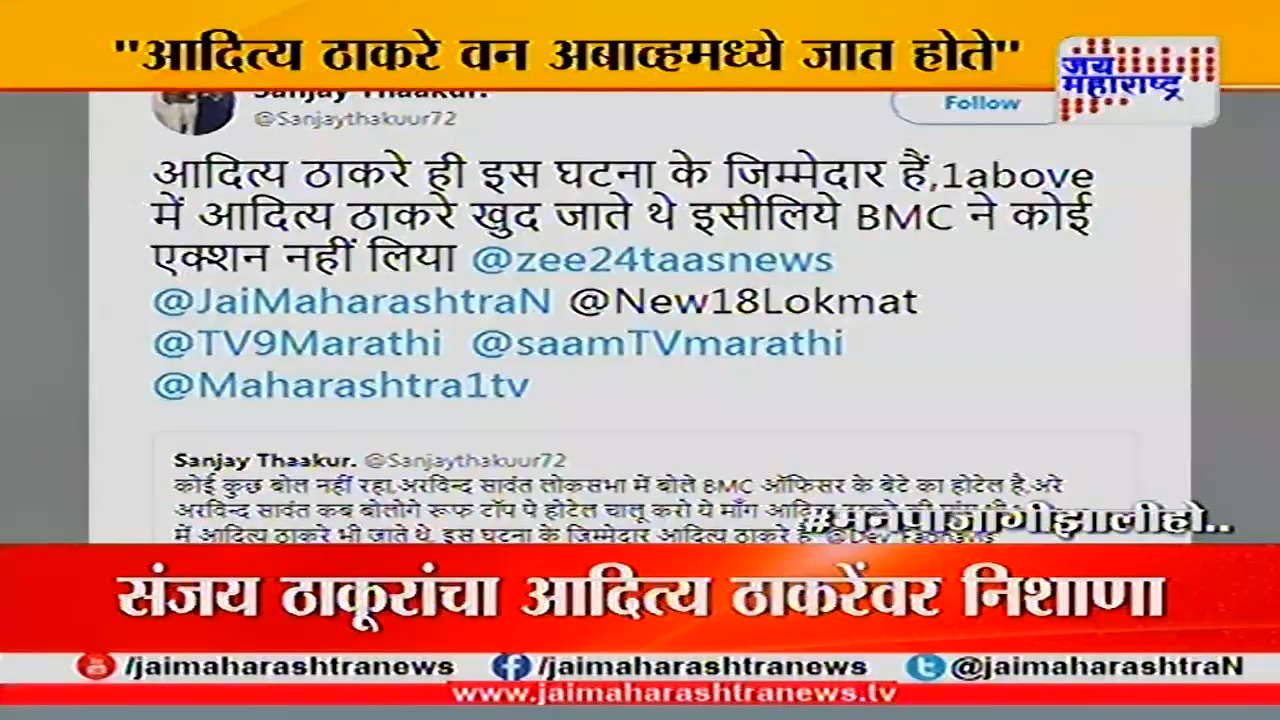 "आदित्य ठाकरे वन अबाव्हमध्ये जात होते"
जय
महाराष्ट्र
Sanjay Thaakur.
@Sanjaythakuur72
Follow
आदित्य ठाकरे ही इस घटना के जिम्मेदार हैं,1above
में आदित्य ठाकरे खुद जाते थे इसीलिये BMC ने कोई
एक्शन नहीं लिया @zee24taasnews
@JaiMaharashtraN @New18Lokmat
@TV9Marathi @saamTVmarathi
@Maharashtra1tv
Sanjay Thaakur. @Sanjaythakuur72
कोई कुछ बोल नहीं रहा,अरविन्द सावंत लोकसभा में बोले BMC ऑफिसर के बेटे का होटेल है,अरे
अरविन्द सावंत कब बोलोगे रूफ टॉप पे होटेल चालू करो ये माँग
में आदित्य ठाकरे भी जाते थे, इस घटना के जिम्मेदार आदित्य ठाकरे है
#मनपाजागीझालीहो..
संजय ठाकूरांचा आदित्य ठाकरेंवर निशाणा
/jaimaharashtranews /jaimaharashtranews @jaimaharashtraN
www.jaimaharashtranews.tv